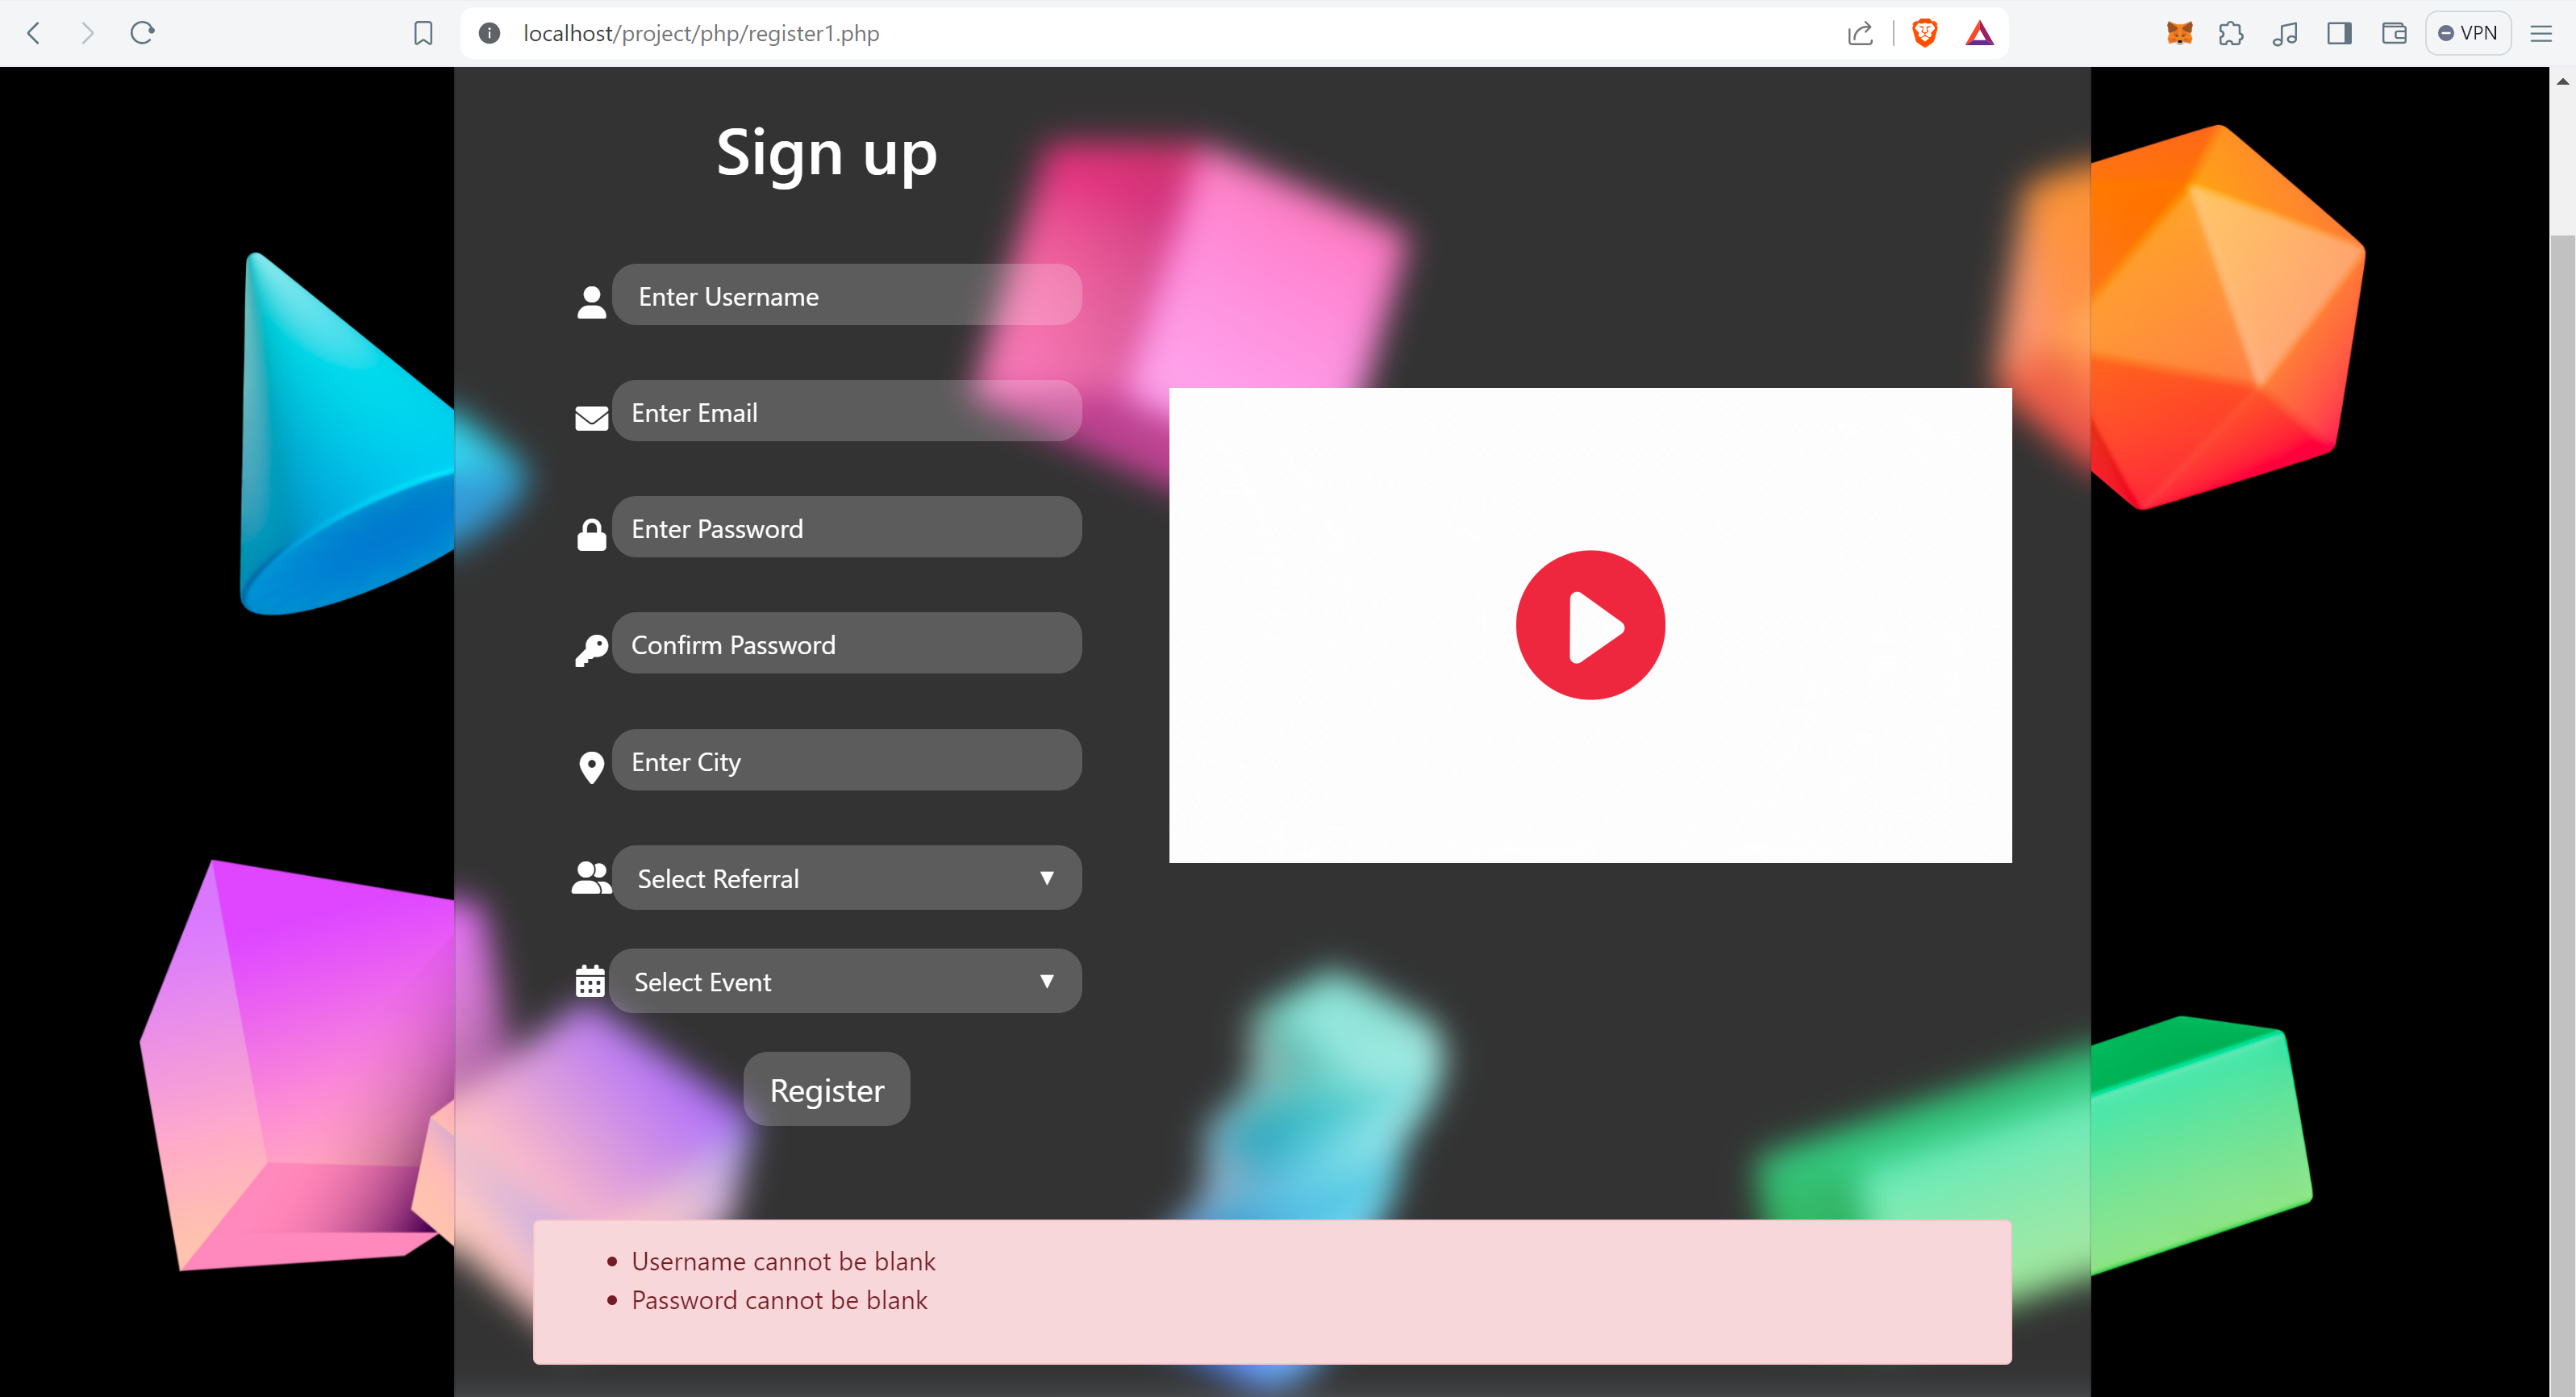 localhost/project/php/register1.php
VPN
Sign up
Enter Username
Enter Email
Enter Password
Confirm Password
Enter City
Select Referral
Select Event
Register
Username cannot be blank
Password cannot be blank